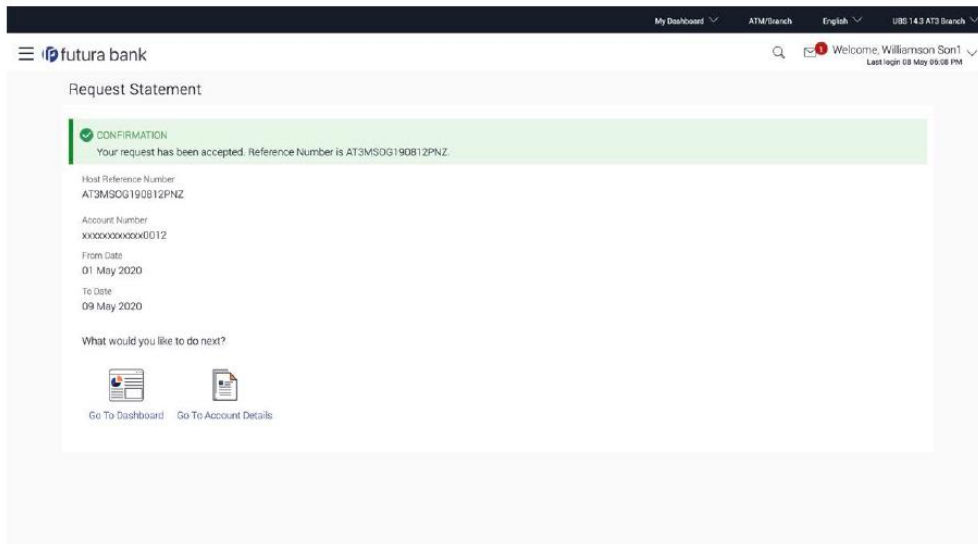 My Dashboard ATM/Branch English UBS 14.3 AT3 Branch
futura bank 1 Welcome, Williamson Son1
Last login 08 May 06:08 PM
Request Statement
CONFIRMATION
Your request has been accepted. Reference Number is AT3MSOG190812PNZ.
Host Reference Number
AT3MSOG190812PNZ
Account Number
xxxxxxxxxxxx0012
From Date
01 May 2020
To Date
09 May 2020
What would you like to do next?
Go To Dashboard Go To Account Details